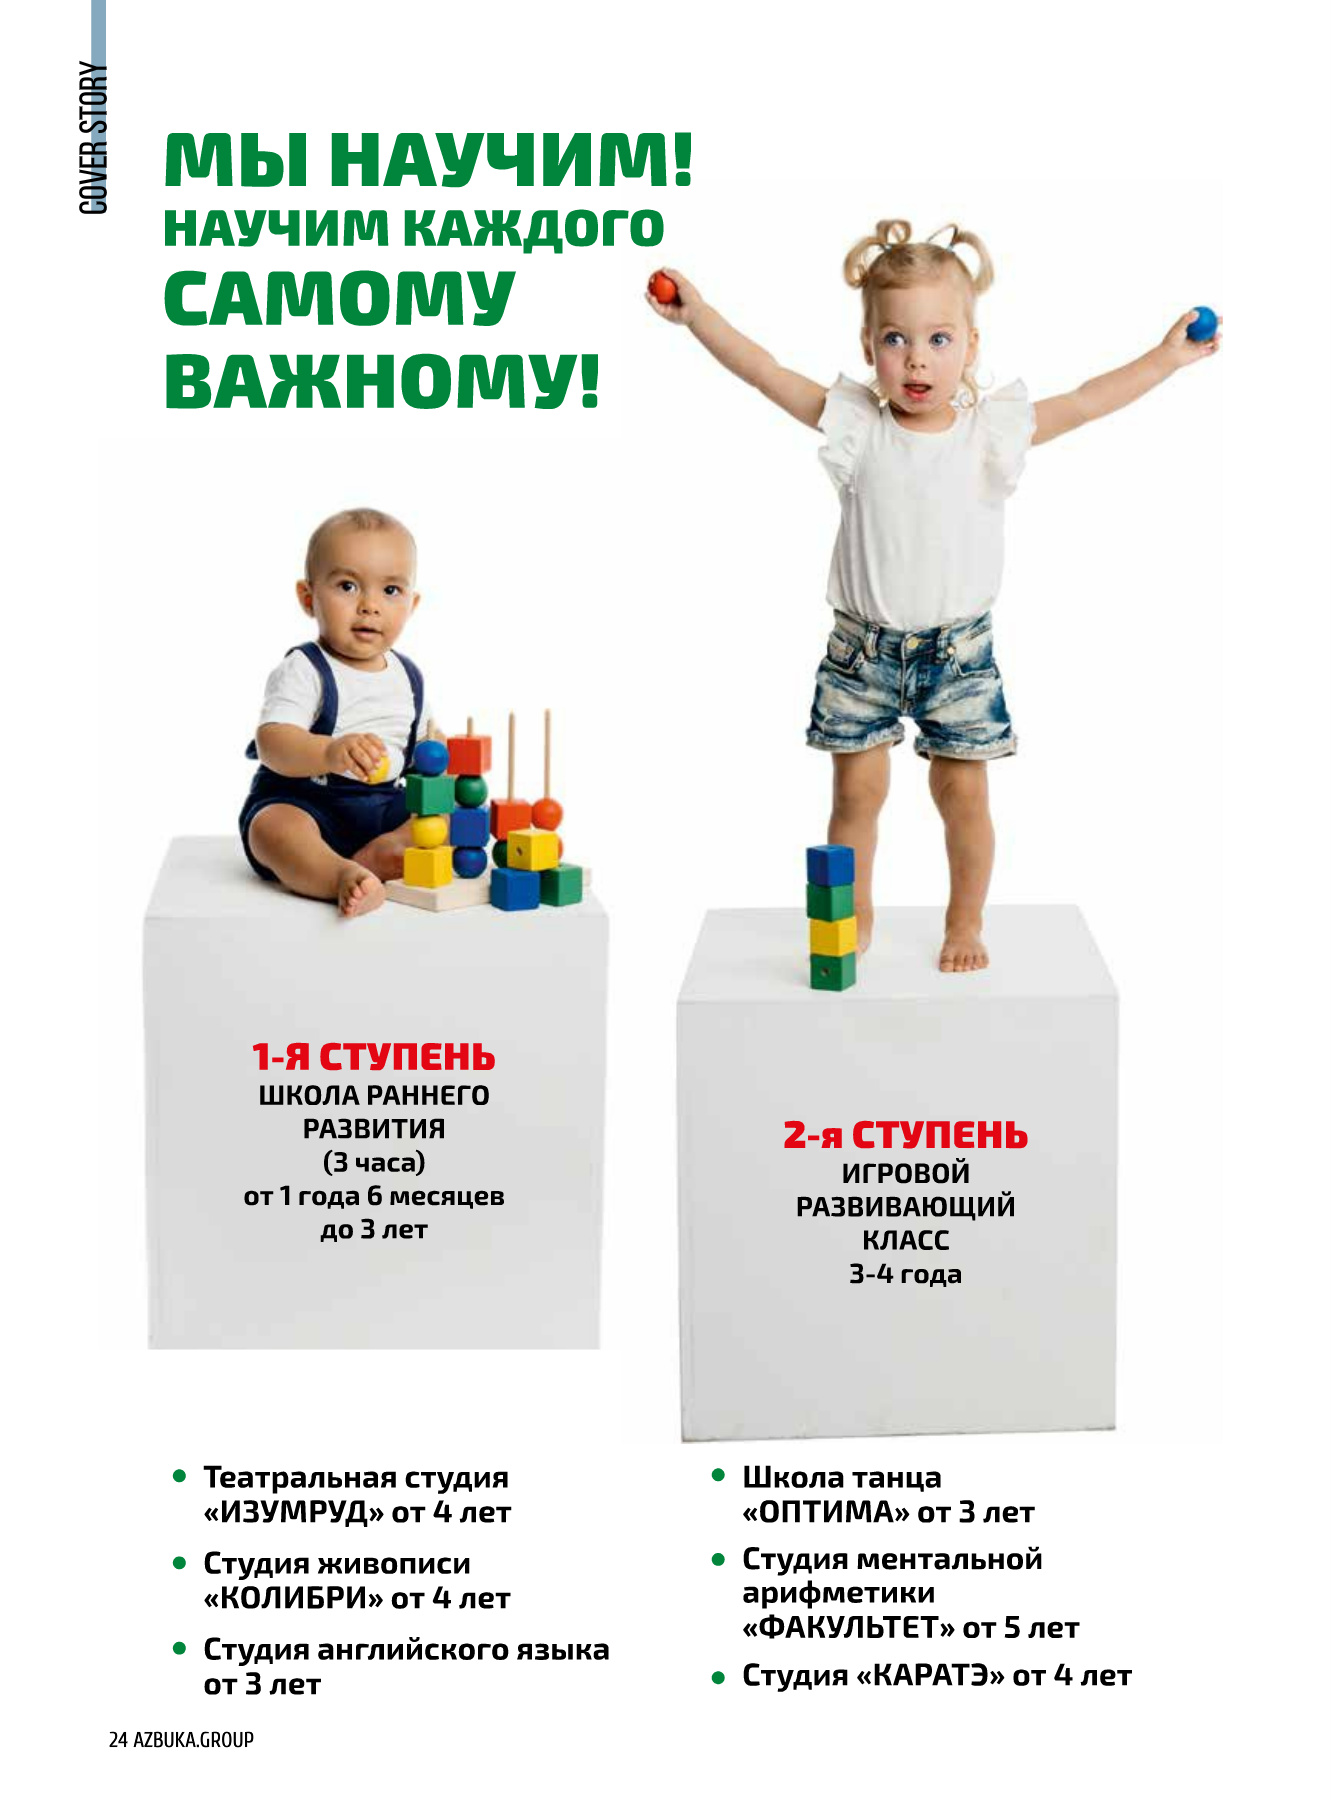 COVER STORY
МЫ НАУЧИМ!
НАУЧИМ КАЖДОГО
САМОМУ
ВАЖНОМУ!
1-Я СТУПЕНЬ
ШКОЛА РАННЕГО
РАЗВИТИЯ
(3 часа)
от 1 года 6 месяцев
до 3 лет
2-я СТУПЕНЬ
ИГРОВОЙ
РАЗВИВАЮЩИЙ
КЛАСС
3-4 года
• Театральная студия
«ИЗУМРУД» от 4 лет
• Студия живописи
«КОЛИБРИ» от 4 лет
• Студия английского языка
от 3 лет
• Школа танца
«ОПТИМА» от 3 лет
• Студия ментальной
арифметики
«ФАКУЛЬТЕТ» от 5 лет
• Студия «КАРАТЭ» от 4 лет
24 AZBUKA.GROUP